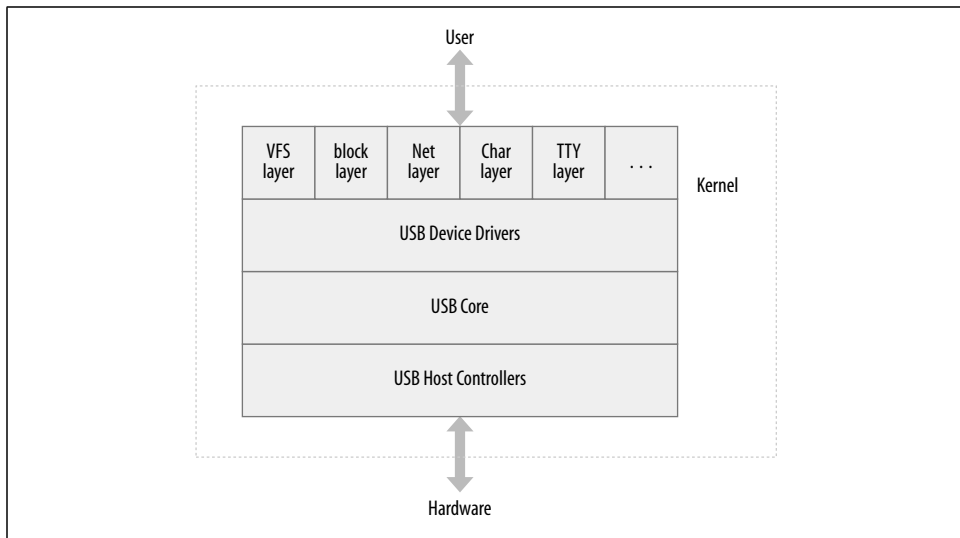 User
VFS
layer
block
layer
Net
layer
Char
layer
TTY
layer
. . .
Kernel
USB Device Drivers
USB Core
USB Host Controllers
Hardware